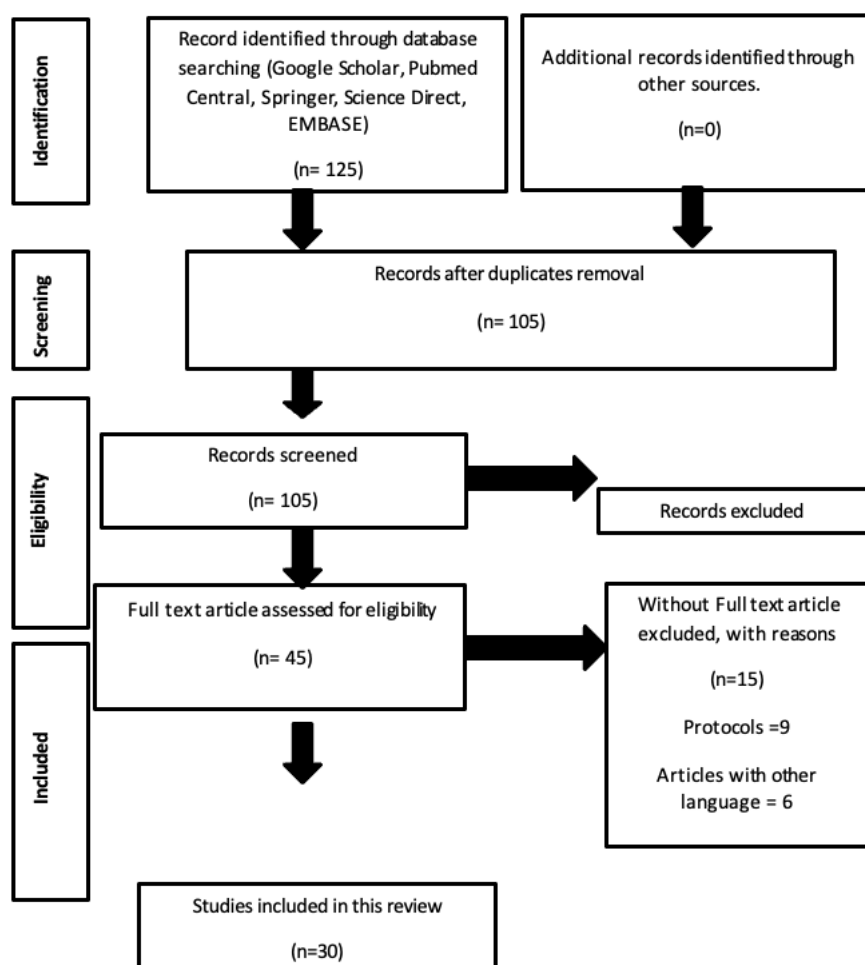 Identification
Record identified through database
searching (Google Scholar, Pubmed
Central, Springer, Science Direct,
EMBASE)
(n= 125)
Additional records identified through
other sources.
(n=0)
Screening
Records after duplicates removal
(n= 105)
Eligibility
Records screened
(n= 105)
Records excluded
Full text article assessed for eligibility
(n= 45)
Without Full text article
excluded, with reasons
(n=15)
Protocols =9
Articles with other
language = 6
Included
Studies included in this review
(n=30)